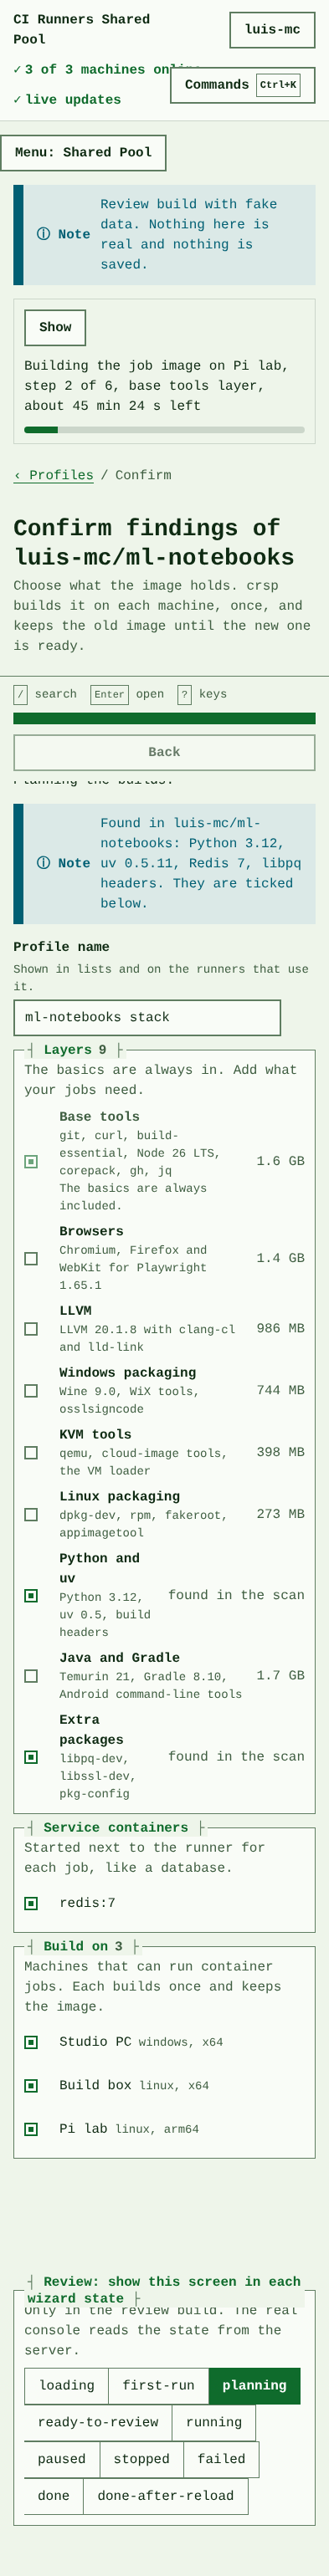 CI Runners Shared
Pool
luis-mc
✓ 3 of 3 machines online
Commands Ctrl+K
✓ live updates
Menu: Shared Pool
ⓘ Note
Review build with fake
data. Nothing here is
real and nothing is
saved.
Show
Building the job image on Pi lab,
step 2 of 6, base tools layer,
about 45 min 24 s left
‹ Profiles / Confirm
Confirm findings of
luis-mc/ml-notebooks
Choose what the image holds. crsp
builds it on each machine, once, and
keeps the old image until the new one
is ready.
/ search Enter open ? keys
Back
Planning the builds.
ⓘ Note
Found in luis-mc/ml-
notebooks: Python 3.12,
uv 0.5.11, Redis 7, libpq
headers. They are ticked
below.
Profile name
Shown in lists and on the runners that use
it.
ml-notebooks stack
Layers 9
The basics are always in. Add what
your jobs need.
Base tools
git, curl, build-
essential, Node 26 LTS,
corepack, gh, jq
The basics are always
included.
1.6 GB
Browsers
Chromium, Firefox and
WebKit for Playwright
1.65.1
1.4 GB
LLVM
LLVM 20.1.8 with clang-cl
and lld-link
986 MB
Windows packaging
Wine 9.0, WiX tools,
osslsigncode
744 MB
KVM tools
qemu, cloud-image tools,
the VM loader
398 MB
Linux packaging
dpkg-dev, rpm, fakeroot,
appimagetool
273 MB
Python and
uv
Python 3.12,
uv 0.5, build
headers
found in the scan
Java and Gradle
Temurin 21, Gradle 8.10,
Android command-line tools
1.7 GB
Extra
packages
libpq-dev,
libssl-dev,
pkg-config
found in the scan
Service containers
Started next to the runner for
each job, like a database.
redis:7
Build on 3
Machines that can run container
jobs. Each builds once and keeps
the image.
Studio PC windows, x64
Build box linux, x64
Pi lab linux, arm64
Review: show this screen in each
wizard state
Only in the review build. The real
console reads the state from the
server.
loading first-run planning
ready-to-review running
paused stopped failed
done done-after-reload